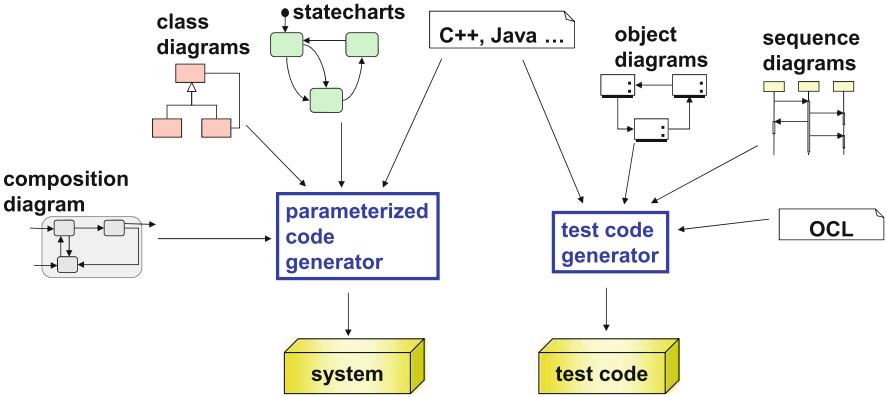 class
diagrams
statecharts
C++, Java ...
object
diagrams
sequence
diagrams
composition
diagram
parameterized
code
generator
test code
generator
OCL
system
test code